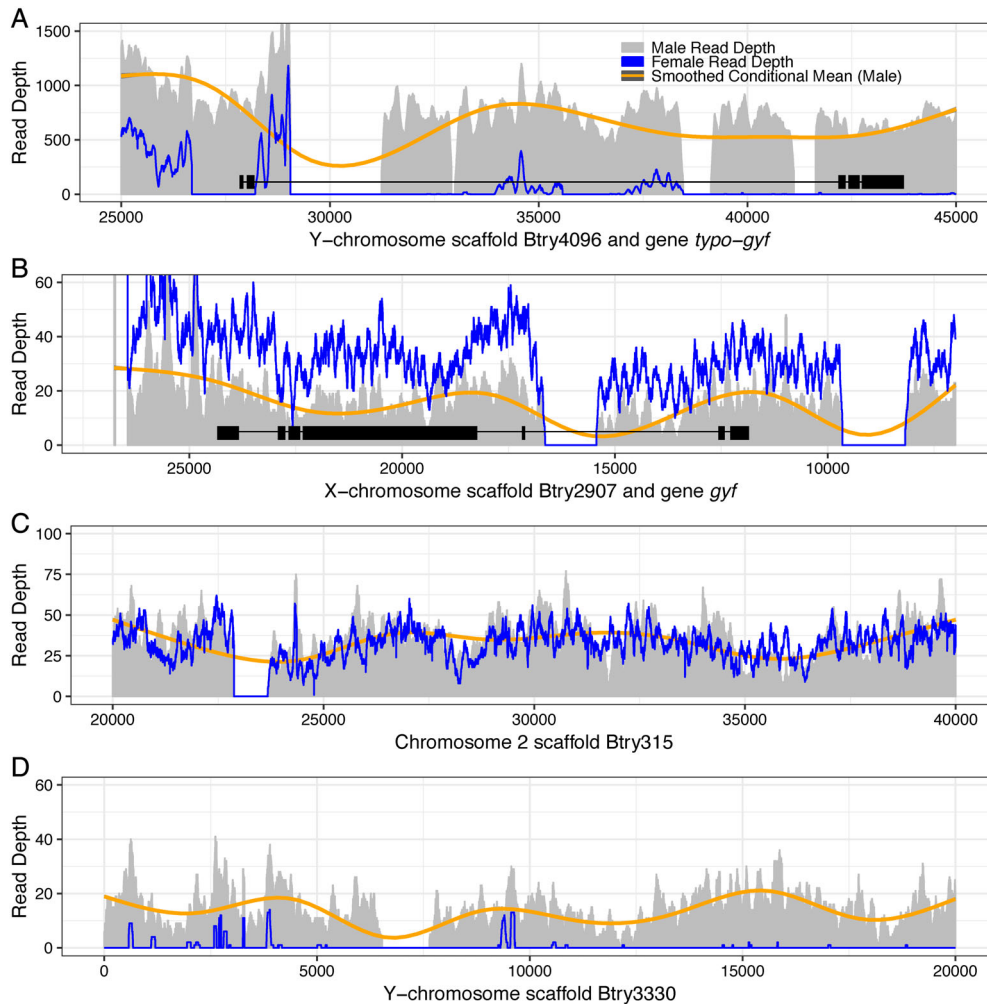 A
1500
1000
500
0
Read Depth
Male Read Depth
Female Read Depth
Smoothed Conditional Mean (Male)
25000 30000 35000 40000 45000
Y−chromosome scaffold Btry4096 and gene typo−gyf
B
60
40
20
0
Read Depth
25000 20000 15000 10000
X−chromosome scaffold Btry2907 and gene gyf
C
100
75
50
25
0
Read Depth
20000 25000 30000 35000 40000
Chromosome 2 scaffold Btry315
D
60
40
20
0
Read Depth
0 5000 10000 15000 20000
Y−chromosome scaffold Btry3330